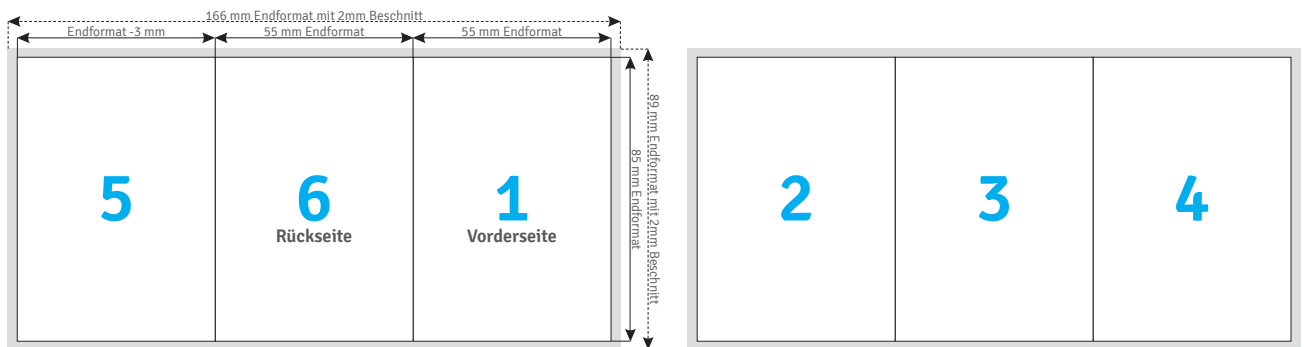 166 mm Endformat mit 2mm Beschnitt
Endformat -3 mm
55 mm Endformat
55 mm Endformat
5
6
Rückseite
1
Vorderseite
85 mm Endformat
89 mm Endformat mit 2mm Beschnitt
2
3
4